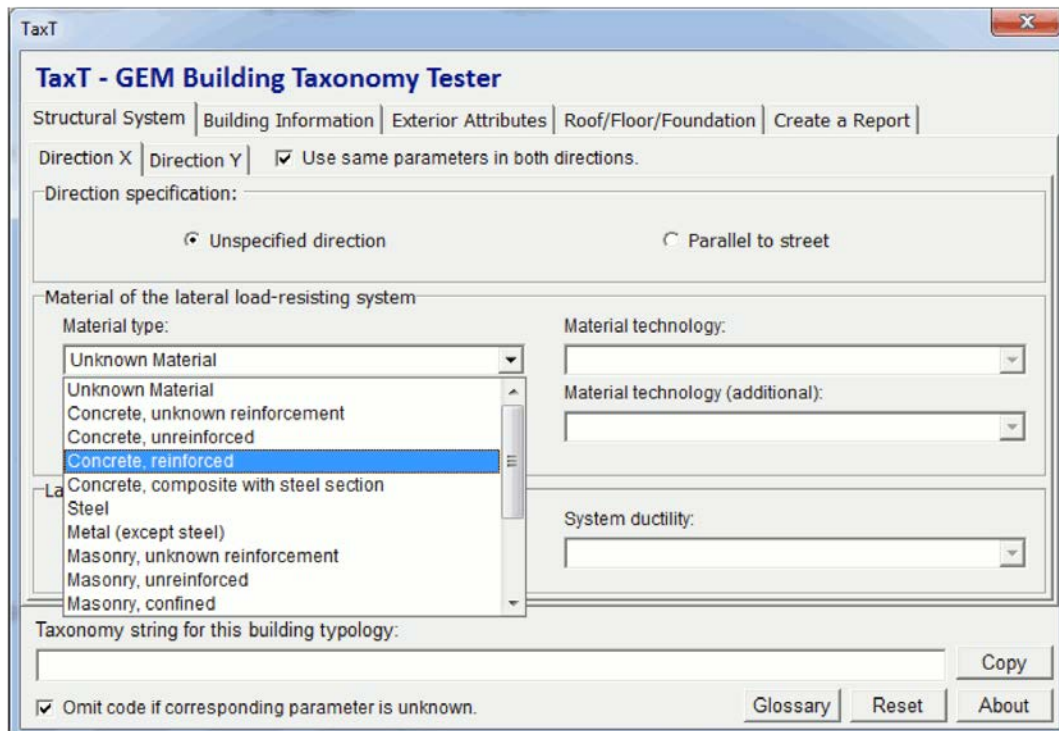 TaxT
TaxT - GEM Building Taxonomy Tester
Structural System Building Information Exterior Attributes Roof/Floor/Foundation Create a Report
Direction X Direction Y Use same parameters in both directions.
Direction specification:
Unspecified direction Parallel to street
Material of the lateral load-resisting system
Material type: Material technology:
Unknown Material
Unknown Material
Concrete, unknown reinforcement Material technology (additional):
Concrete, unreinforced
Concrete, reinforced
Concrete, composite with steel section
La
Steel System ductility:
Metal (except steel)
Masonry, unknown reinforcement
Masonry, unreinforced
Masonry, confined
Taxonomy string for this building typology:
Copy
Omit code if corresponding parameter is unknown. Glossary Reset About